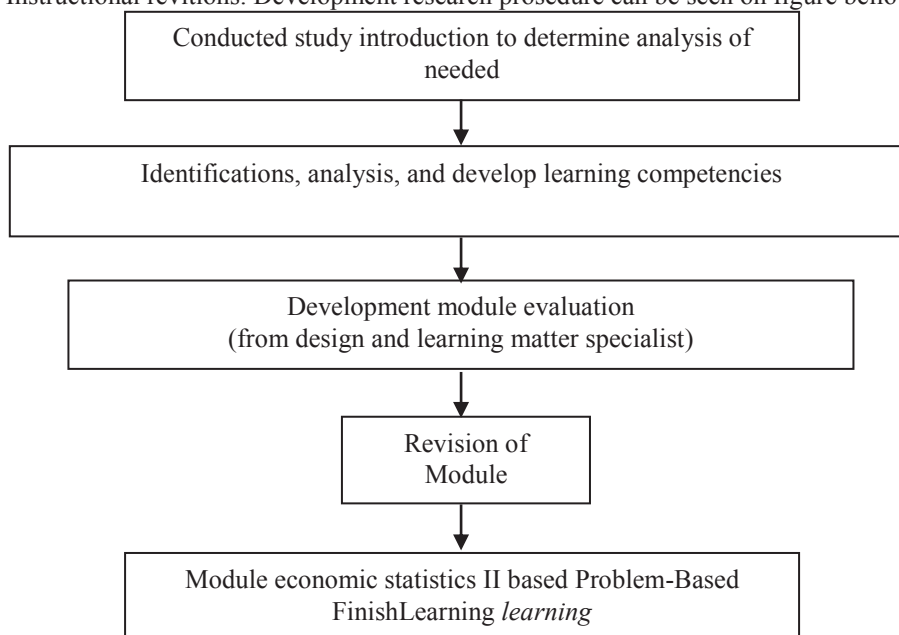 Instructional revitions. Development research prosedure can be seen on figure belo
Conducted study introduction to determine analysis of
needed
Identifications, analysis, and develop learning competencies
Development module evaluation
(from design and learning matter specialist)
Revision of
Module
Module economic statistics II based Problem-Based
FinishLearning learning